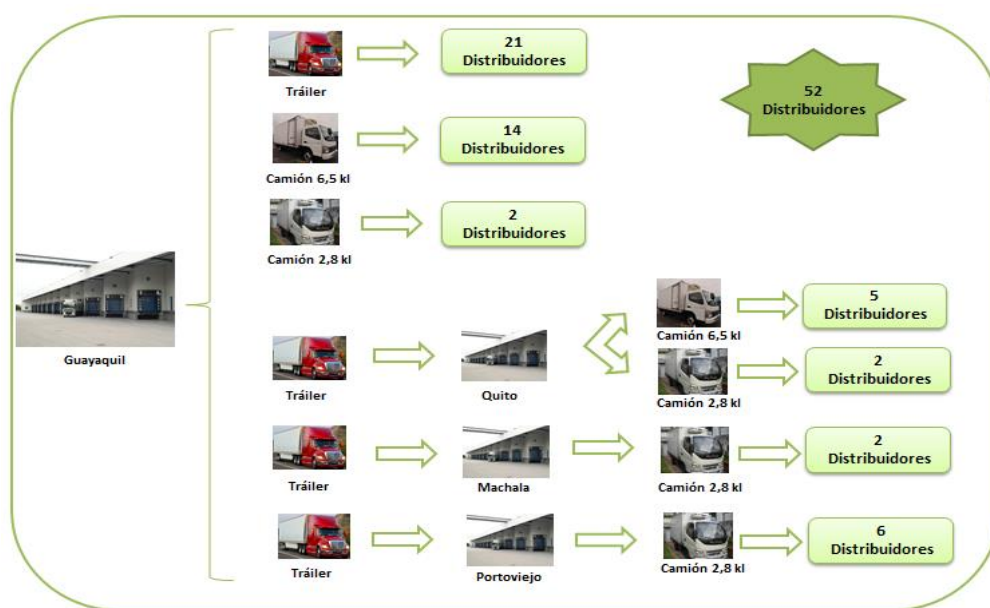 21
Distribuidores
Tráiler
14
Distribuidores
Camión 6,5 kl
2
Distribuidores
Camión 2,8 kl
52
Distribuidores
Guayaquil
Tráiler
Quito
Camión 6,5 kl
5
Distribuidores
Camión 2,8 kl
2
Distribuidores
Tráiler
Machala
Camión 2,8 kl
2
Distribuidores
Tráiler
Portoviejo
Camión 2,8 kl
6
Distribuidores